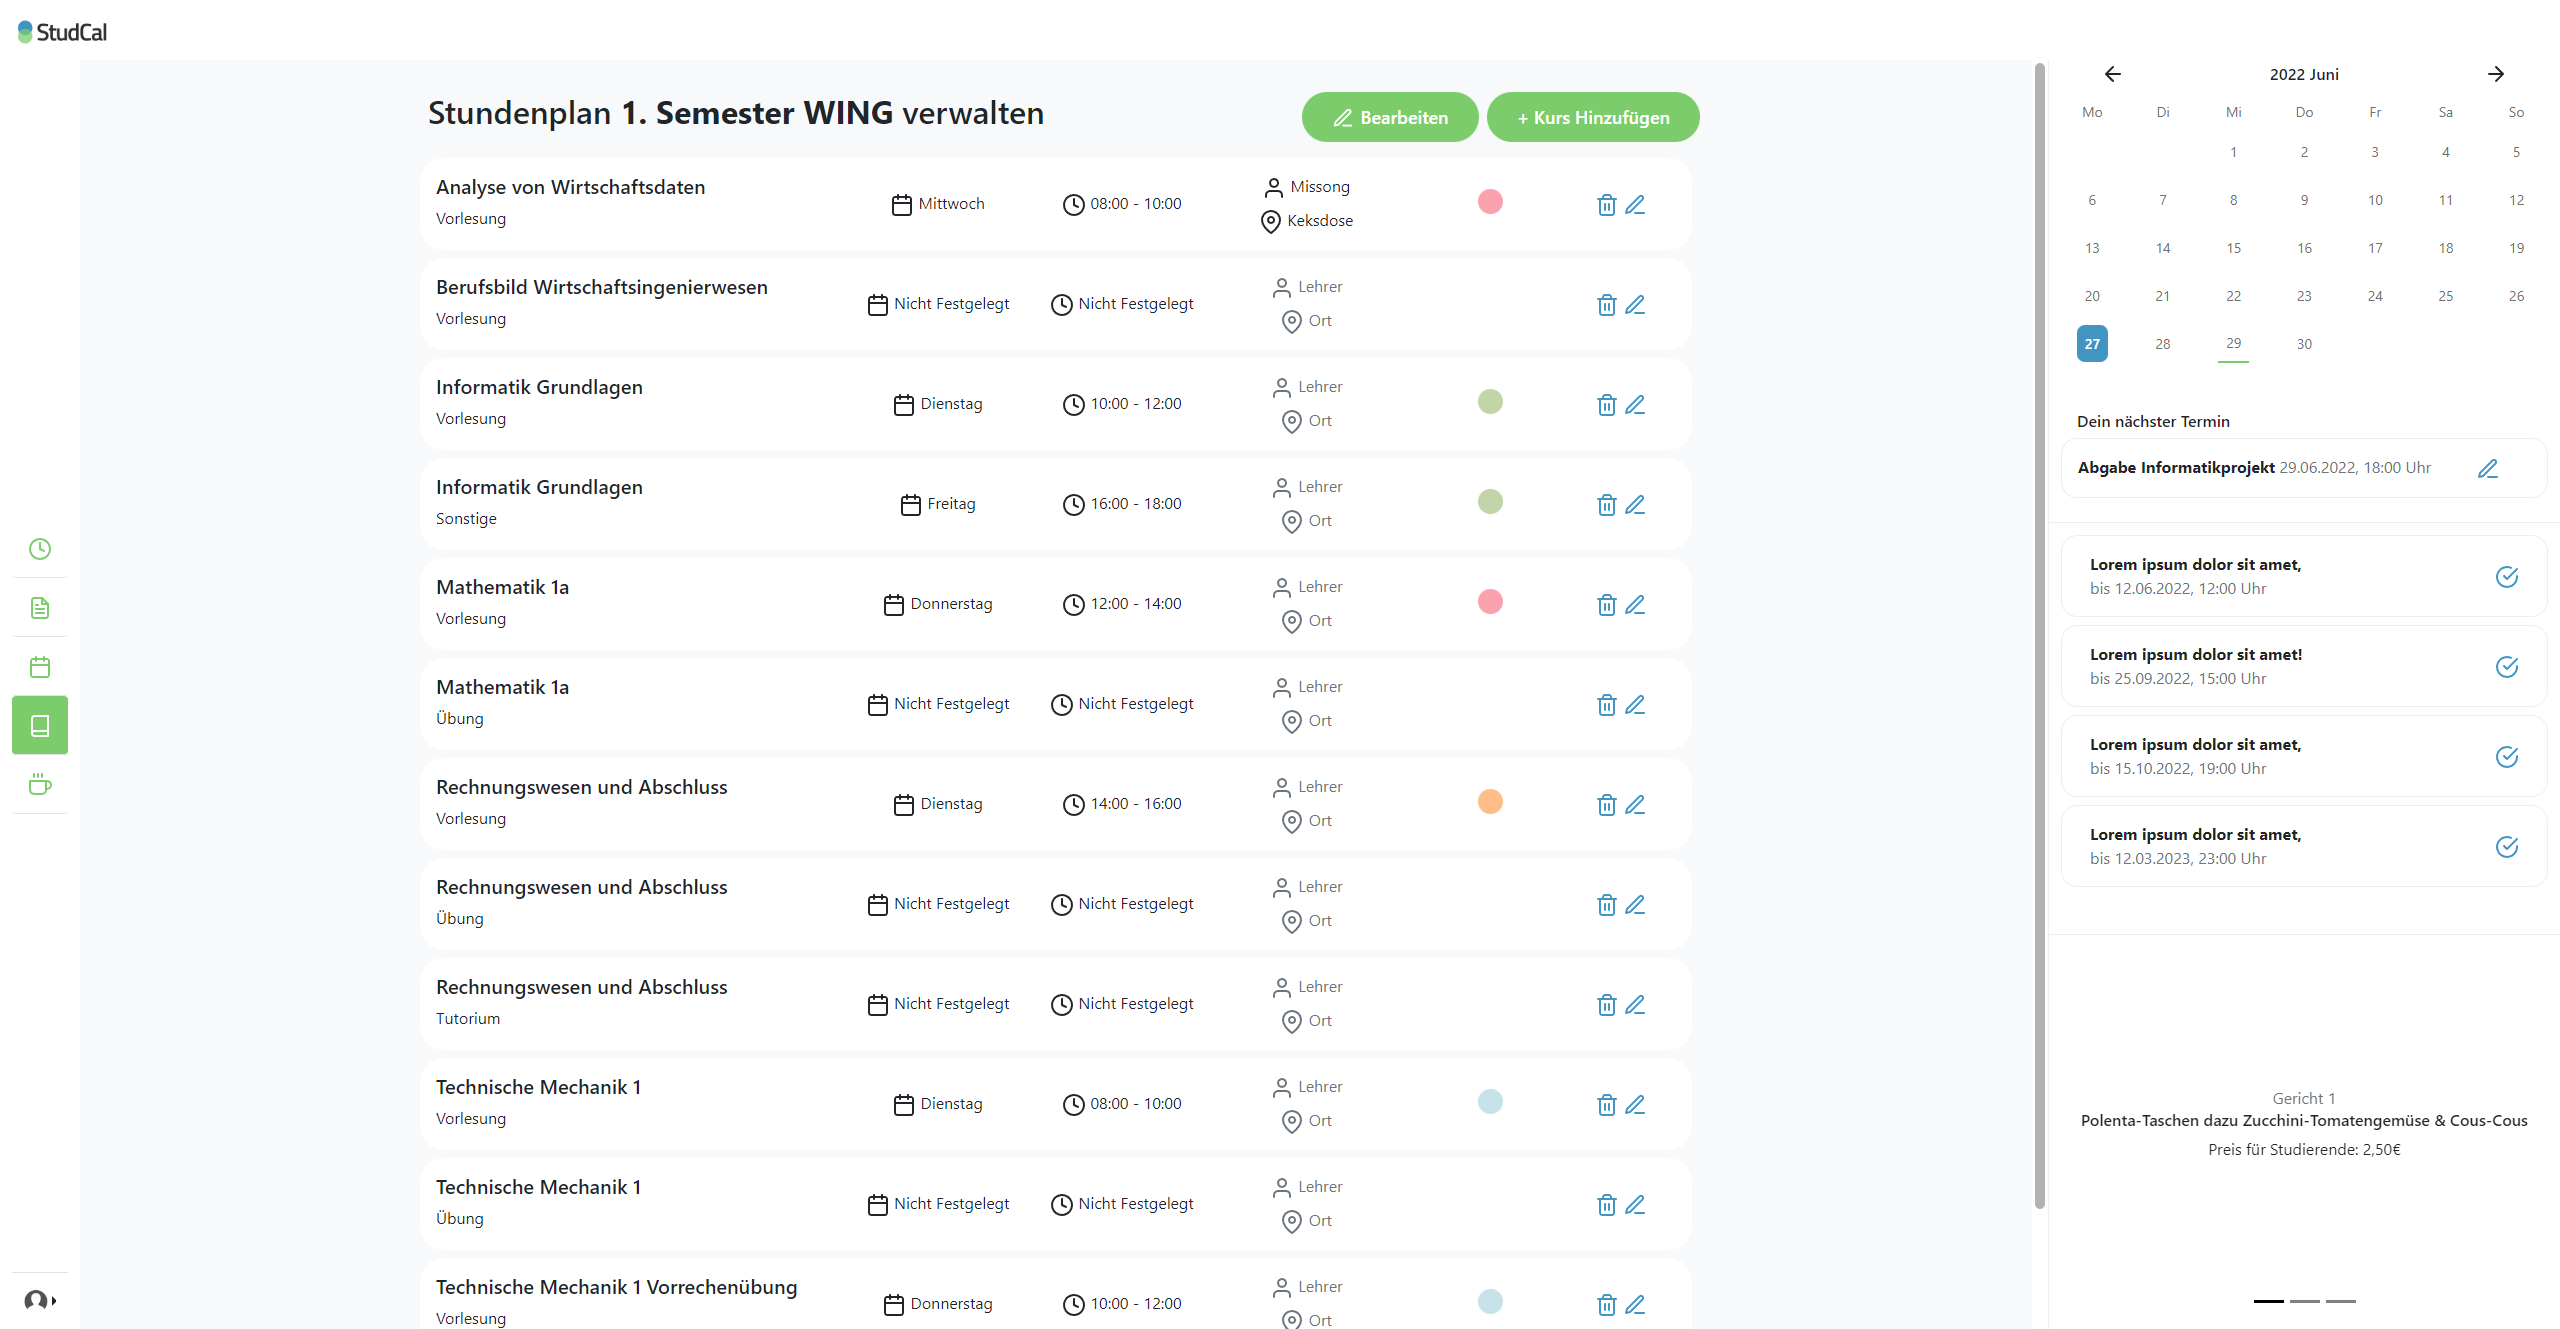 StudCal
Stundenplan 1. Semester WING verwalten
Bearbeiten
+ Kurs Hinzufügen
Analyse von Wirtschaftsdaten
Vorlesung
Mittwoch
08:00 - 10:00
Missong
Keksdose
Berufsbild Wirtschaftsingenierwesen
Vorlesung
Nicht Festgelegt
Nicht Festgelegt
Lehrer
Ort
Informatik Grundlagen
Vorlesung
Dienstag
10:00 - 12:00
Lehrer
Ort
Informatik Grundlagen
Sonstige
Freitag
16:00 - 18:00
Lehrer
Ort
Mathematik 1a
Vorlesung
Donnerstag
12:00 - 14:00
Lehrer
Ort
Mathematik 1a
Übung
Nicht Festgelegt
Nicht Festgelegt
Lehrer
Ort
Rechnungswesen und Abschluss
Vorlesung
Dienstag
14:00 - 16:00
Lehrer
Ort
Rechnungswesen und Abschluss
Übung
Nicht Festgelegt
Nicht Festgelegt
Lehrer
Ort
Rechnungswesen und Abschluss
Tutorium
Nicht Festgelegt
Nicht Festgelegt
Lehrer
Ort
Technische Mechanik 1
Vorlesung
Dienstag
08:00 - 10:00
Lehrer
Ort
Technische Mechanik 1
Übung
Nicht Festgelegt
Nicht Festgelegt
Lehrer
Ort
Technische Mechanik 1 Vorrechenübung
Vorlesung
Donnerstag
10:00 - 12:00
Lehrer
Ort
2022 Juni
Mo Di Mi Do Fr Sa So
1 2 3 4 5
6 7 8 9 10 11 12
13 14 15 16 17 18 19
20 21 22 23 24 25 26
27 28 29 30
Dein nächster Termin
Abgabe Informatikprojekt 29.06.2022, 18:00 Uhr
Lorem ipsum dolor sit amet,
bis 12.06.2022, 12:00 Uhr
Lorem ipsum dolor sit amet!
bis 25.09.2022, 15:00 Uhr
Lorem ipsum dolor sit amet,
bis 15.10.2022, 19:00 Uhr
Lorem ipsum dolor sit amet,
bis 12.03.2023, 23:00 Uhr
Gericht 1
Polenta-Taschen dazu Zucchini-Tomatengemüse & Cous-Cous
Preis für Studierende: 2,50€